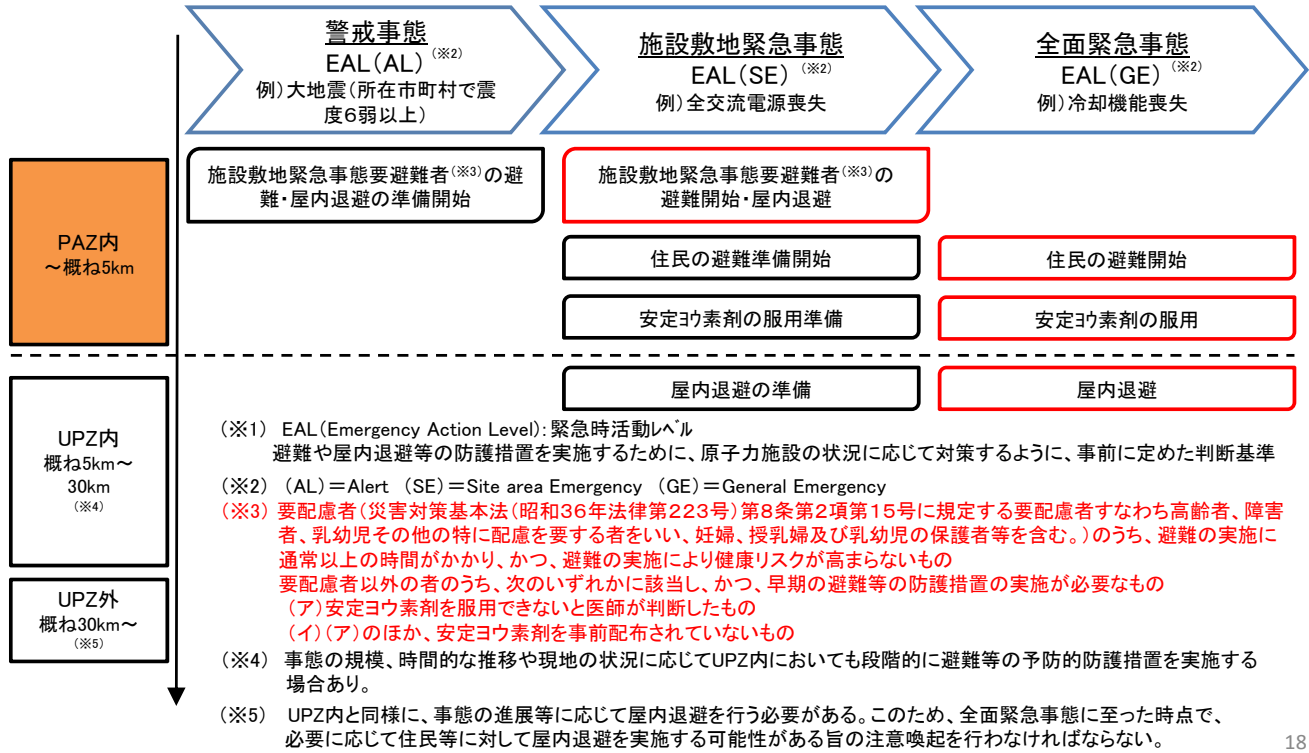 警戒事態
EAL(AL) (※2)
例)大地震(所在市町村で震
度6弱以上)
施設敷地緊急事態
EAL(SE) (※2)
例)全交流電源喪失
全面緊急事態
EAL(GE) (※2)
例)冷却機能喪失
PAZ内
~概ね5km
施設敷地緊急事態要避難者(※3)の避
難・屋内退避の準備開始
施設敷地緊急事態要避難者(※3)の
避難開始・屋内退避
住民の避難準備開始
住民の避難開始
安定ヨウ素剤の服用準備
安定ヨウ素剤の服用
UPZ内
概ね5km~
30km
(※4)
屋内退避の準備
屋内退避
UPZ外
概ね30km~
(※5)
(※1) EAL(Emergency Action Level):緊急時活動レベル
避難や屋内退避等の防護措置を実施するために、原子力施設の状況に応じて対策するように、事前に定めた判断基準
(※2) (AL)=Alert (SE)=Site area Emergency (GE)=General Emergency
(※3) 要配慮者(災害対策基本法(昭和36年法律第223号)第8条第2項第15号に規定する要配慮者すなわち高齢者、障害
者、乳幼児その他の特に配慮を要する者をいい、妊婦、授乳婦及び乳幼児の保護者等を含む。)のうち、避難の実施に
通常以上の時間がかかり、かつ、避難の実施により健康リスクが高まらないもの
要配慮者以外の者のうち、次のいずれかに該当し、かつ、早期の避難等の防護措置の実施が必要なもの
(ア)安定ヨウ素剤を服用できないと医師が判断したもの
(イ)(ア)のほか、安定ヨウ素剤を事前配布されていないもの
(※4) 事態の規模、時間的な推移や現地の状況に応じてUPZ内においても段階的に避難等の予防的防護措置を実施する
場合あり。
(※5) UPZ内と同様に、事態の進展等に応じて屋内退避を行う必要がある。このため、全面緊急事態に至った時点で、
必要に応じて住民等に対して屋内退避を実施する可能性がある旨の注意喚起を行わなければならない。
18